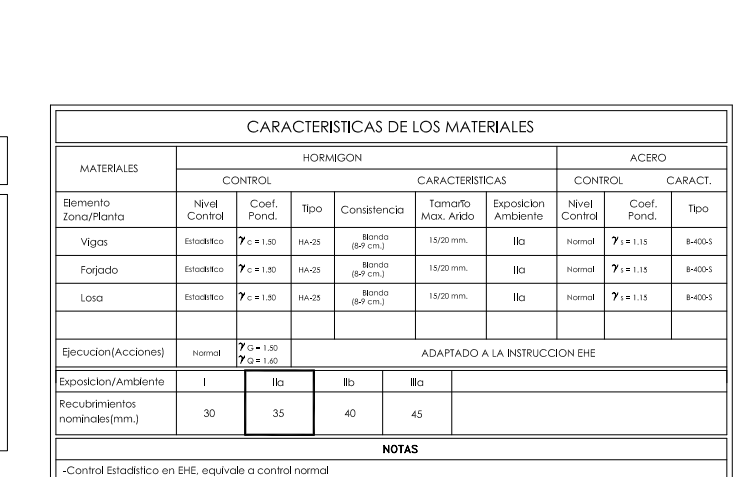 CARACTERISTICAS DE LOS MATERIALES
MATERIALES HORMIGON ACERO
CONTROL CARACTERISTICAS CONTROL CARACT.
Elemento Zona/Planta Nivel Control Coef. Pond. Tipo Consistencia Tamaño Max. Arido Exposicion Ambiente Nivel Control Coef. Pond. Tipo
Vigas Estadistico γ c = 1.50 HA-25 Blanda (8-9 cm.) 15/20 mm. IIa Normal γ s = 1.15 B-400-S
Forjado Estadistico γ c = 1.50 HA-25 Blanda (8-9 cm.) 15/20 mm. IIa Normal γ s = 1.15 B-400-S
Losa Estadistico γ c = 1.50 HA-25 Blanda (8-9 cm.) 15/20 mm. IIa Normal γ s = 1.15 B-400-S
Ejecucion(Acciones) Normal γ G = 1.50 γ Q = 1.60 ADAPTADO A LA INSTRUCCION EHE
Exposicion/Ambiente I IIa IIb IIIa
Recubrimientos nominales(mm.) 30 35 40 45
NOTAS
-Control Estadístico en EHE, equivale a control normal